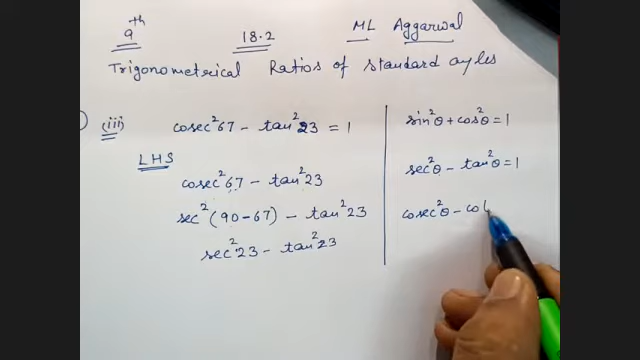 9th 18.2 ML Aggarwal
Trigonometrical Ratios of standard ayles
(iii) cosec²67 - tan²23 = 1
LHS
cosec²67 - tan²23
sec²(90-67) - tan²23
sec²23 - tan²23
sin²θ + cos²θ = 1
sec²θ - tan²θ = 1
cosec²θ - co